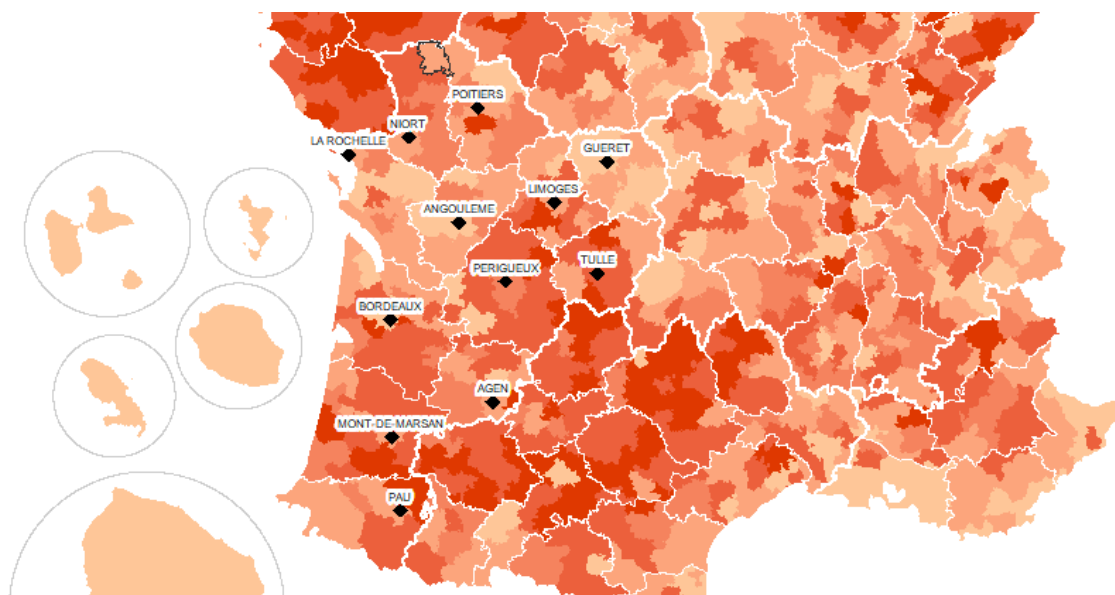 POITIERS
NIORT
LA ROCHELLE
GUERET
LIMOGES
ANGOULEME
TULLE
PERIGUEUX
BORDEAUX
AGEN
MONT-DE-MARSAN
PAU